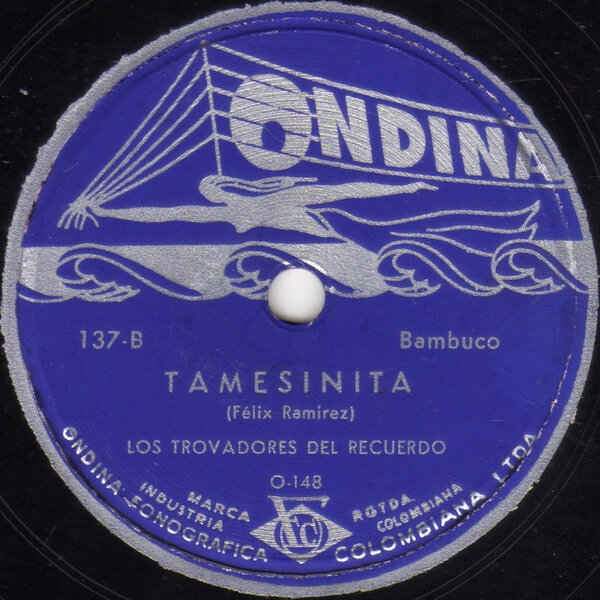 ONDINA
137-B
Bambuco
TAMESINITA
(Félix Ramírez)
LOS TROVADORES DEL RECUERDO
O-148
MARCA RGTDA.
INDUSTRIA COLOMBIANA
ONDINA FONOGRAFICA COLOMBIANA LTDA.